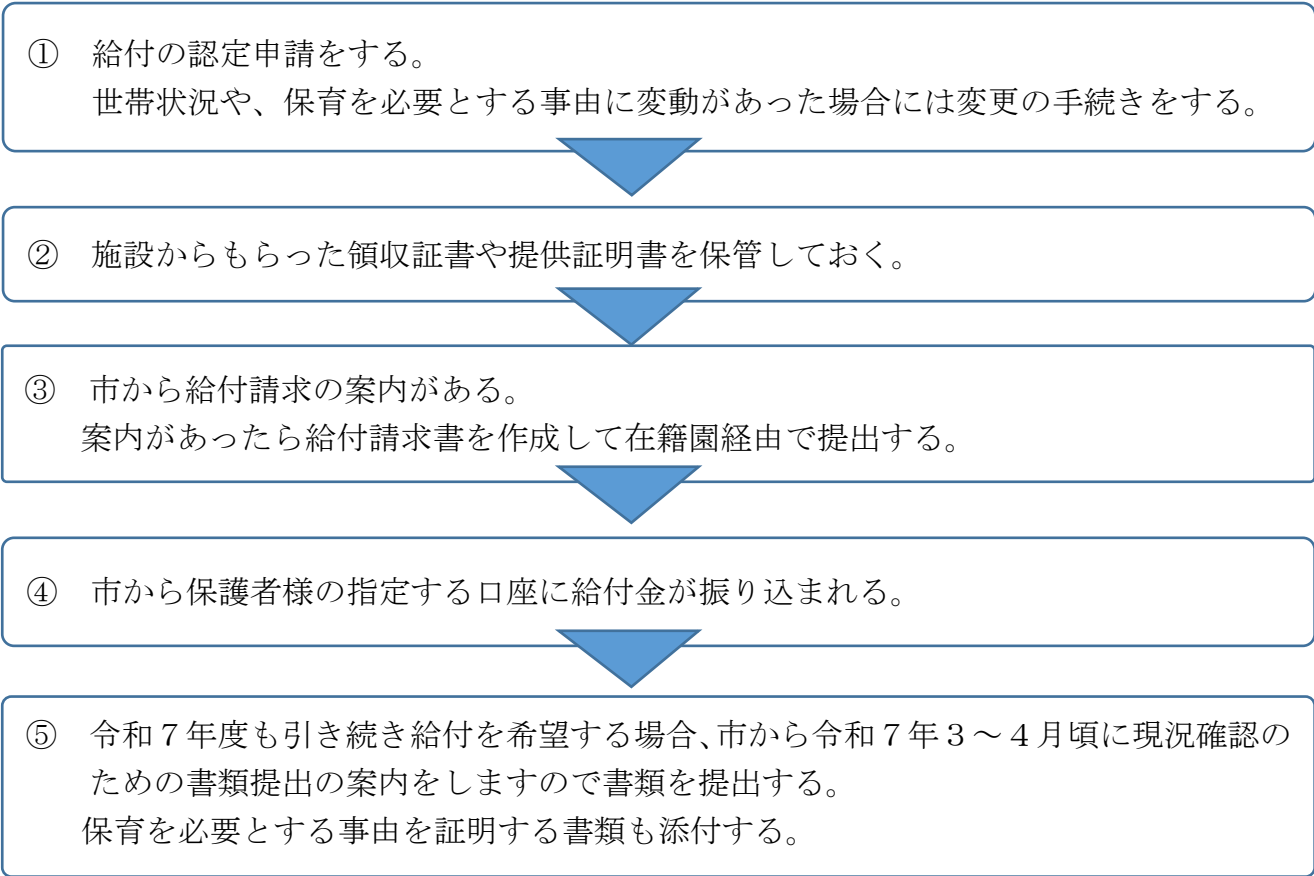 ① 給付の認定申請をする。
世帯状況や、保育を必要とする事由に変動があった場合には変更の手続きをする。
② 施設からもらった領収証書や提供証明書を保管しておく。
③ 市から給付請求の案内がある。
案内があったら給付請求書を作成して在籍園経由で提出する。
④ 市から保護者様の指定する口座に給付金が振り込まれる。
⑤ 令和７年度も引き続き給付を希望する場合、市から令和７年３～４月頃に現況確認の
ための書類提出の案内をしますので書類を提出する。
保育を必要とする事由を証明する書類も添付する。